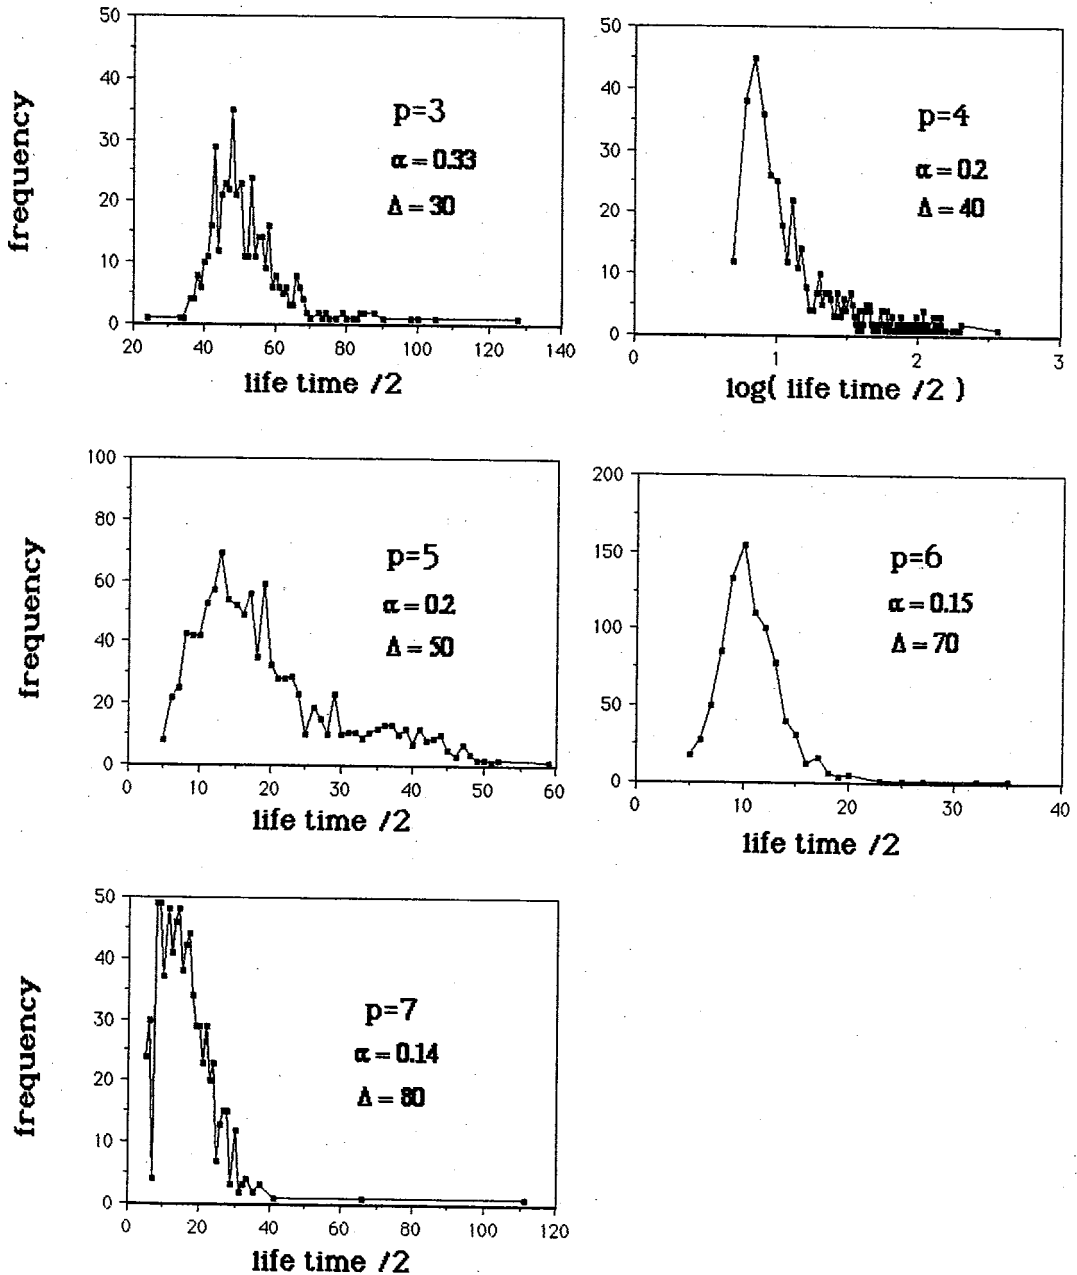 50
40
30
20
10
0
frequency
p=3
α = 0.33
Δ = 30
20 40 60 80 100 120 140
life time /2
50
40
30
20
10
0
p=4
α = 0.2
Δ = 40
0 1 2 3
log( life time /2 )
100
80
60
40
20
0
frequency
p=5
α = 0.2
Δ = 50
0 10 20 30 40 50 60
life time /2
200
150
100
50
0
p=6
α = 0.15
Δ = 70
0 10 20 30 40
life time /2
50
40
30
20
10
0
frequency
p=7
α = 0.14
Δ = 80
0 20 40 60 80 100 120
life time /2